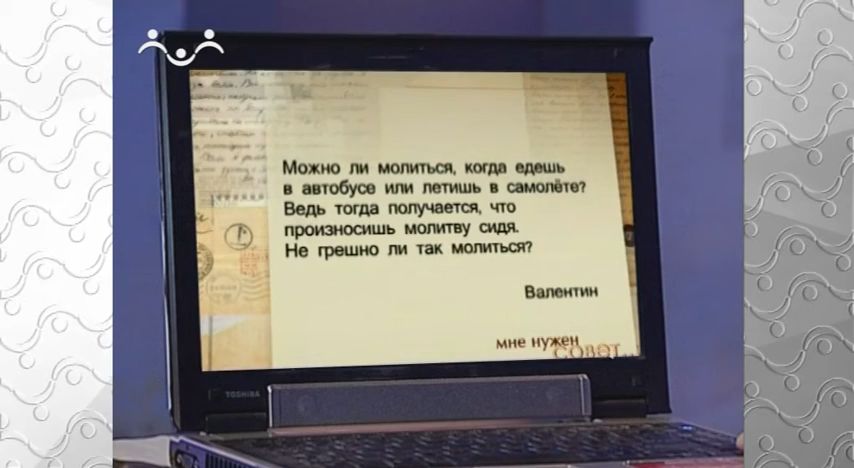 Можно ли молиться, когда едешь
в автобусе или летишь в самолёте?
Ведь тогда получается, что
произносишь молитву сидя.
Не грешно ли так молиться?
Валентин
мне нужен
совет...
TOSHIBA